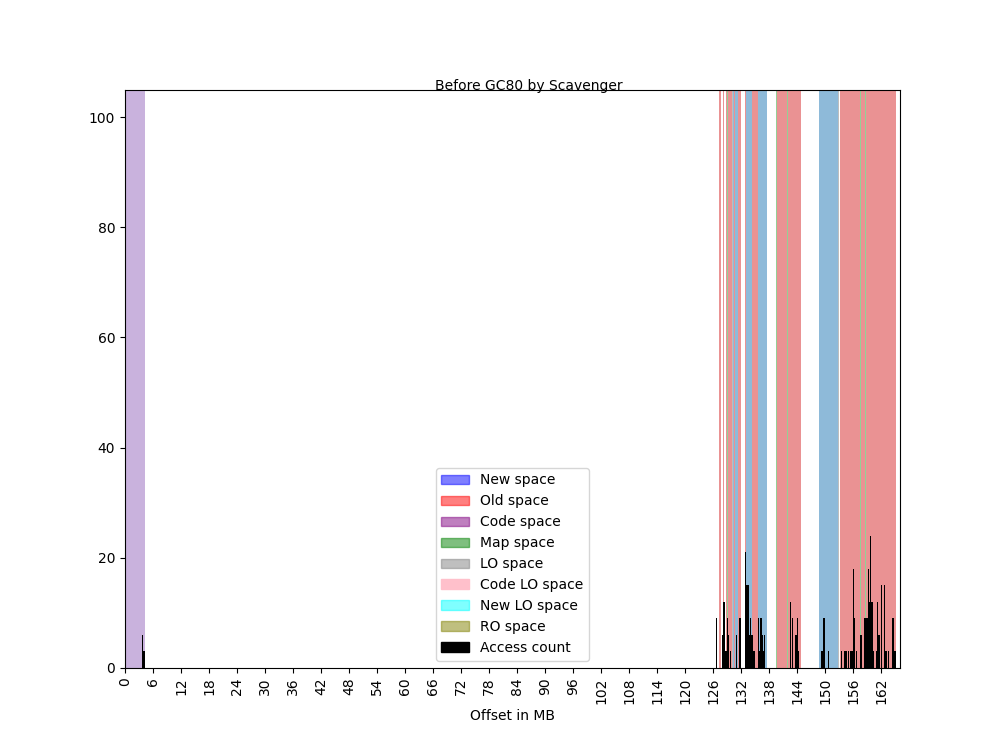 Before GC80 by Scavenger
100
80
60
40
20
0
New space
Old space
Code space
Map space
LO space
Code LO space
New LO space
RO space
Access count
0 6 12 18 24 30 36 42 48 54 60 66 72 78 84 90 96 102 108 114 120 126 132 138 144 150 156 162
Offset in MB